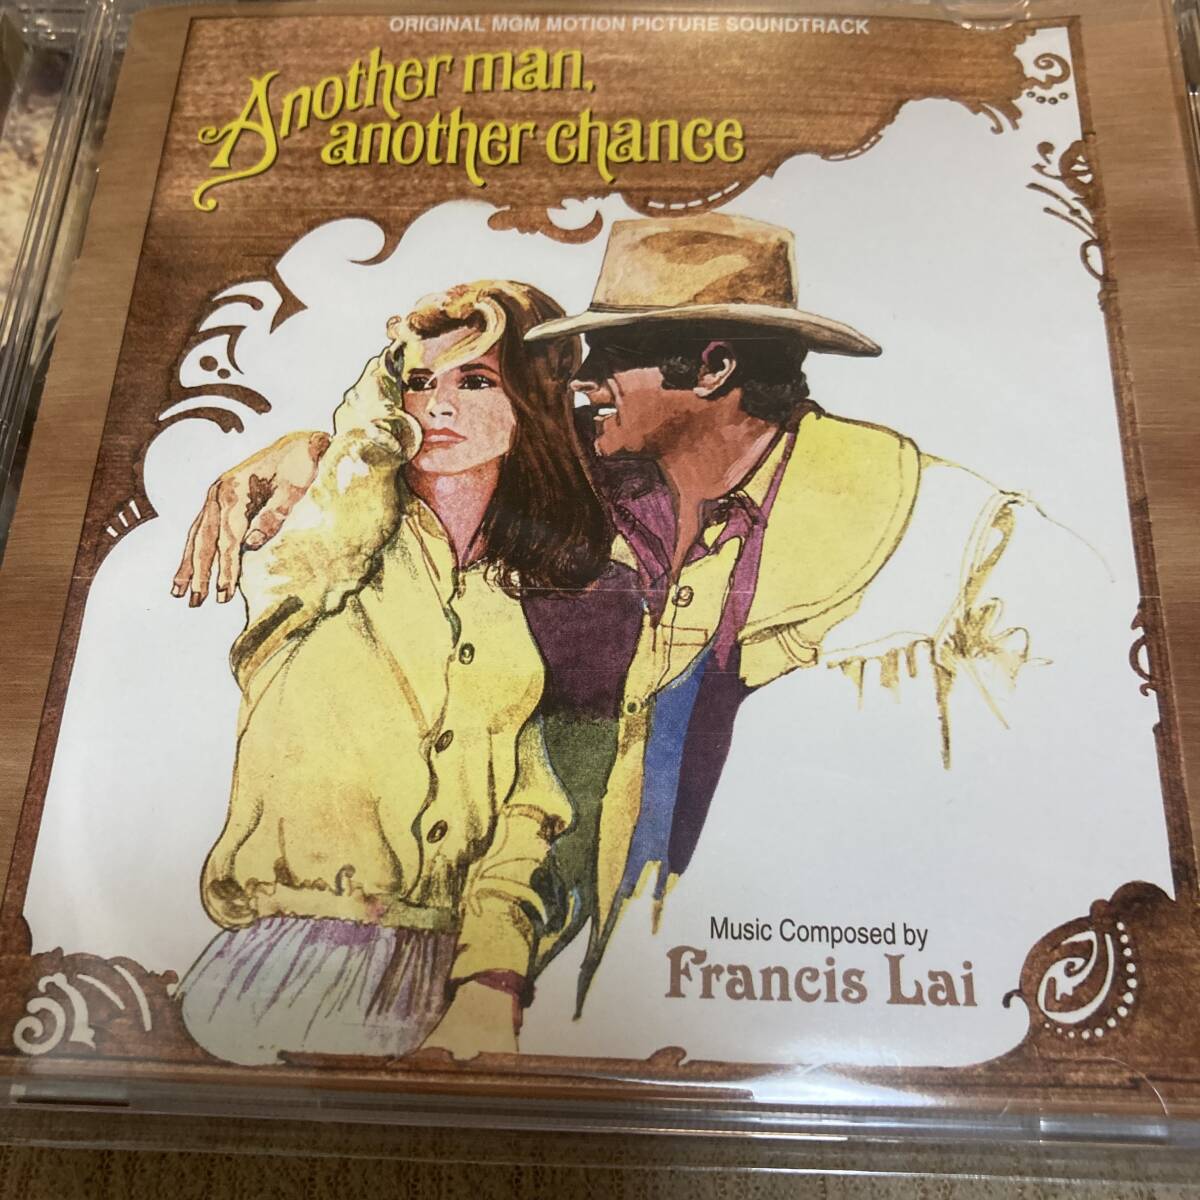 ORIGINAL MGM MOTION PICTURE SOUNDTRACK
Another man,
another chance
Music Composed by
Francis Lai